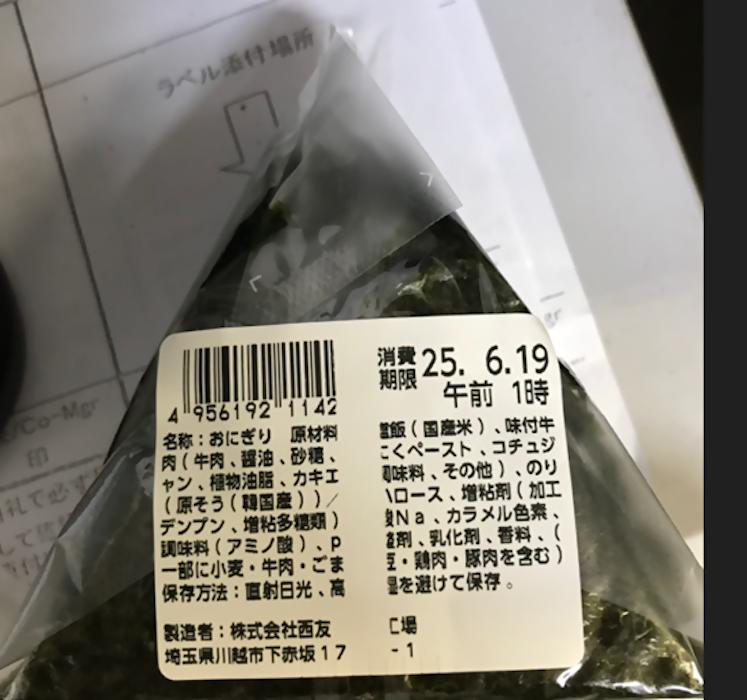 ラベル添付場所
消費
期限 25. 6.19
午前 1時
4 956192 1142
名称：おにぎり 原材料 飯（国産米）、味付牛
肉（牛肉、醤油、砂糖、 くペースト、コチュジ
ャン、植物油脂、カキエ 味料、その他）、のり
（原そう（韓国産））／ ロース、増粘剤（加工
デンプン、増粘多糖類） Ｎａ、カラメル色素、
調味料（アミノ酸）、ｐ 剤、乳化剤、香料、（
一部に小麦・牛肉・ごま ・鶏肉・豚肉を含む）
保存方法：直射日光、高 を避けて保存。
製造者：株式会社西友 場
埼玉県川越市下赤坂１７ -１
/Co-Mgr
印